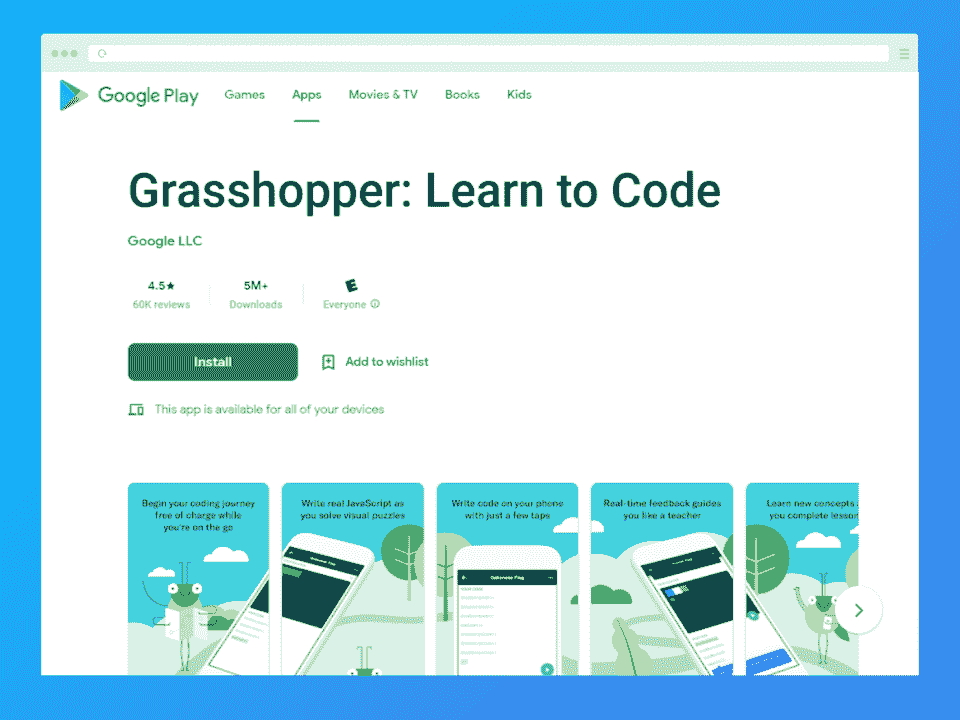 Google Play Games Apps Movies & TV Books Kids
Grasshopper: Learn to Code
Google LLC
4.5★ 5M+ E
60K reviews Downloads Everyone
Install Add to wishlist
This app is available for all of your devices
Begin your coding journey
free of charge while
you're on the go
Write real JavaScript as
you solve visual puzzles
Write code on your phone
with just a few taps
Real-time feedback guides
you like a teacher
Learn new concepts
you complete lesson